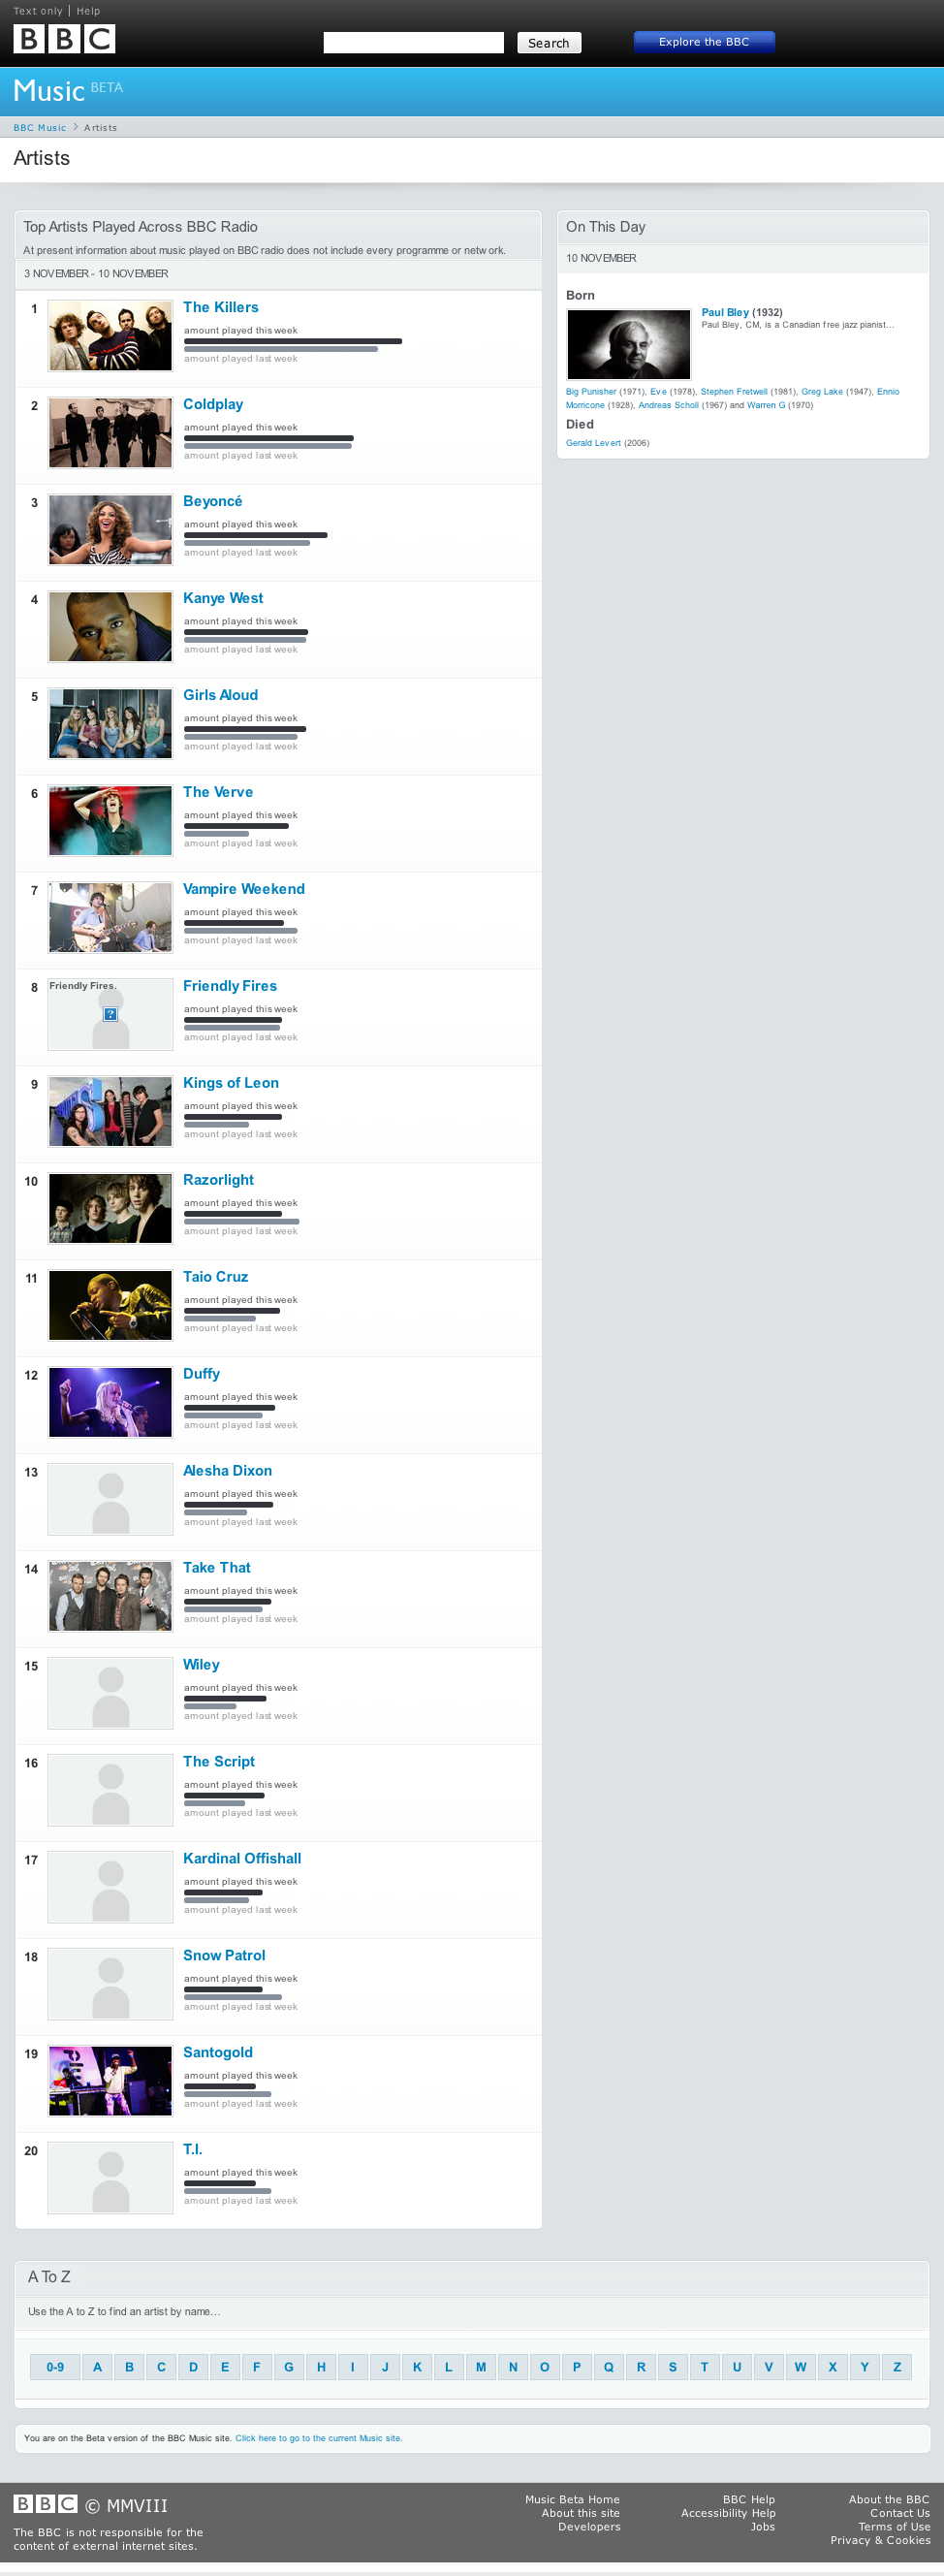 Text only | Help
BBC
Search
Explore the BBC
Music BETA
BBC Music > Artists
Artists
Top Artists Played Across BBC Radio
At present information about music played on BBC radio does not include every programme or network.
3 NOVEMBER - 10 NOVEMBER
1
The Killers
amount played this week
amount played last week
2
Coldplay
amount played this week
amount played last week
3
Beyoncé
amount played this week
amount played last week
4
Kanye West
amount played this week
amount played last week
5
Girls Aloud
amount played this week
amount played last week
6
The Verve
amount played this week
amount played last week
7
Vampire Weekend
amount played this week
amount played last week
8
Friendly Fires.
Friendly Fires
amount played this week
amount played last week
9
Kings of Leon
amount played this week
amount played last week
10
Razorlight
amount played this week
amount played last week
11
Taio Cruz
amount played this week
amount played last week
12
Duffy
amount played this week
amount played last week
13
Alesha Dixon
amount played this week
amount played last week
14
Take That
amount played this week
amount played last week
15
Wiley
amount played this week
amount played last week
16
The Script
amount played this week
amount played last week
17
Kardinal Offishall
amount played this week
amount played last week
18
Snow Patrol
amount played this week
amount played last week
19
Santogold
amount played this week
amount played last week
20
T.I.
amount played this week
amount played last week
On This Day
10 NOVEMBER
Born
Paul Bley (1932)
Paul Bley, CM, is a Canadian free jazz pianist...
Big Punisher (1971), Eve (1978), Stephen Fretwell (1981), Greg Lake (1947), Ennio
Morricone (1928), Andreas Scholl (1967) and Warren G (1970)
Died
Gerald Levert (2006)
A To Z
Use the A to Z to find an artist by name...
0-9 A B C D E F G H I J K L M N O P Q R S T U V W X Y Z
You are on the Beta version of the BBC Music site. Click here to go to the current Music site.
BBC © MMVIII
The BBC is not responsible for the
content of external internet sites.
Music Beta Home
About this site
Developers
BBC Help
Accessibility Help
Jobs
About the BBC
Contact Us
Terms of Use
Privacy & Cookies